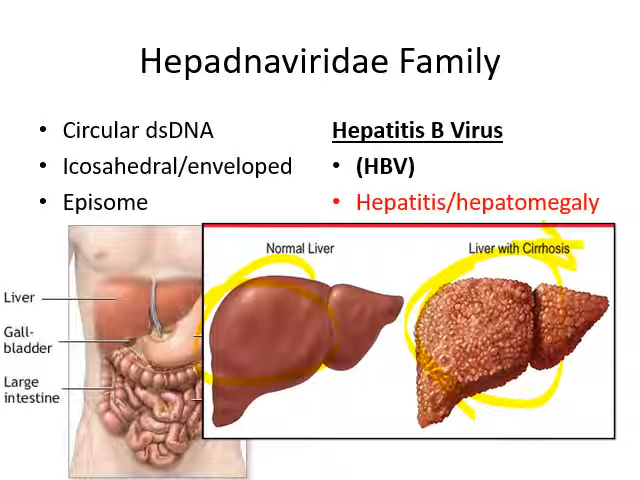 Hepadnaviridae Family
• Circular dsDNA
• Icosahedral/enveloped
• Episome
Hepatitis B Virus
• (HBV)
• Hepatitis/hepatomegaly
Liver
Gall-
bladder
Large
intestine
Normal Liver
Liver with Cirrhosis